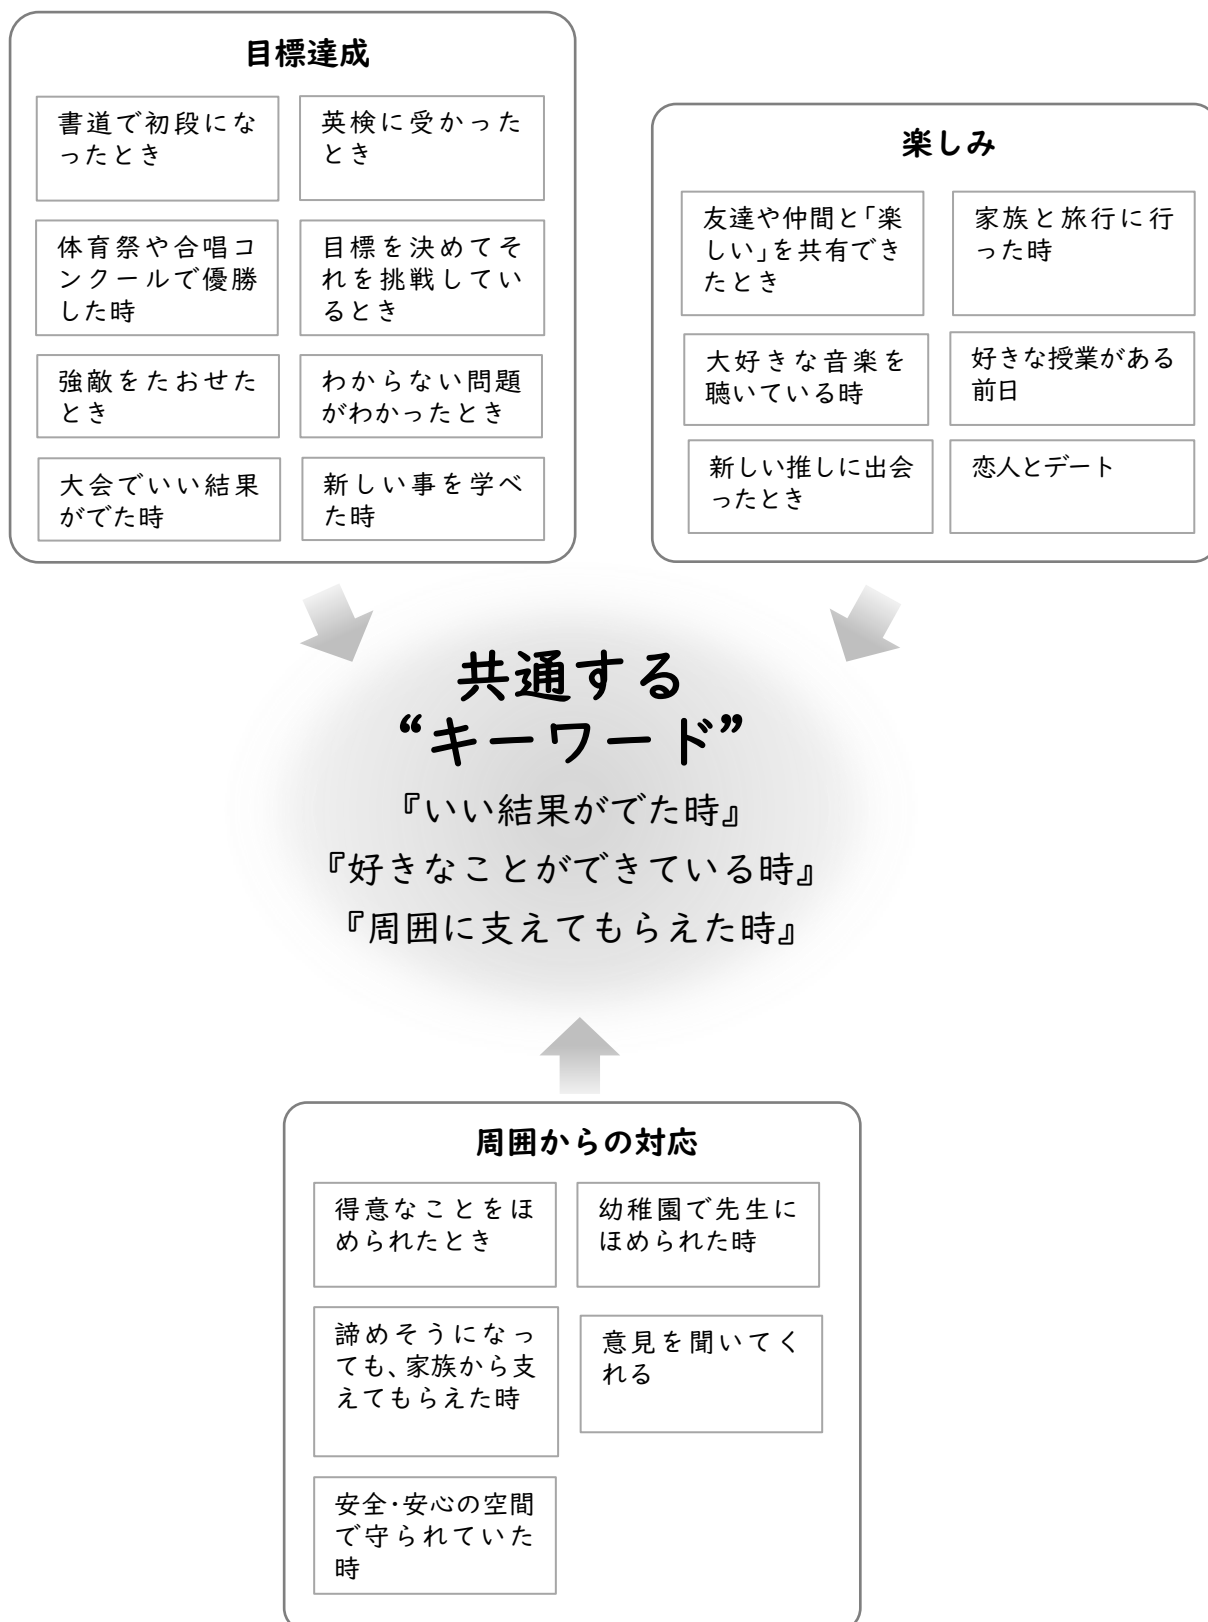 目標達成
書道で初段にな
ったとき
英検に受かった
とき
体育祭や合唱コ
ンクールで優勝
した時
目標を決めてそ
れを挑戦してい
るとき
強敵をたおせた
とき
わからない問題
がわかったとき
大会でいい結果
がでた時
新しい事を学べ
た時
楽しみ
友達や仲間と「楽
しい」を共有でき
たとき
家族と旅行に行
った時
大好きな音楽を
聴いている時
好きな授業がある
前日
新しい推しに出会
ったとき
恋人とデート
共通する
“キーワード”
『いい結果がでた時』
『好きなことができている時』
『周囲に支えてもらえた時』
周囲からの対応
得意なことをほ
められたとき
幼稚園で先生に
ほめられた時
諦めそうになっ
ても、家族から支
えてもらえた時
意見を聞いてく
れる
安全・安心の空間
で守られていた
時